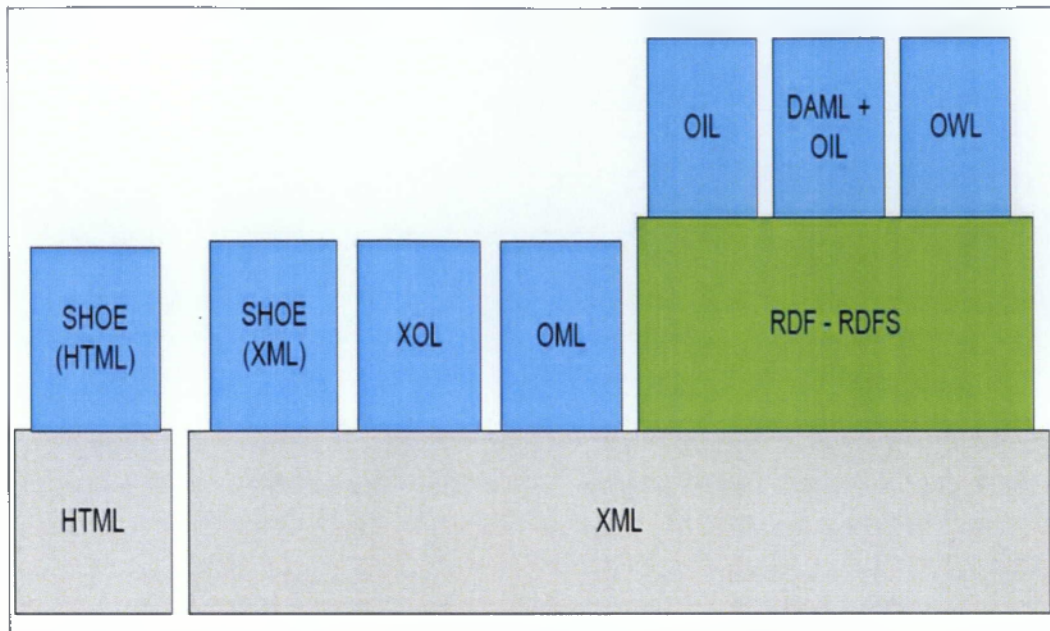 OIL
DAML +
OIL
OWL
SHOE
(HTML)
SHOE
(XML)
XOL
OML
RDF - RDFS
HTML
XML